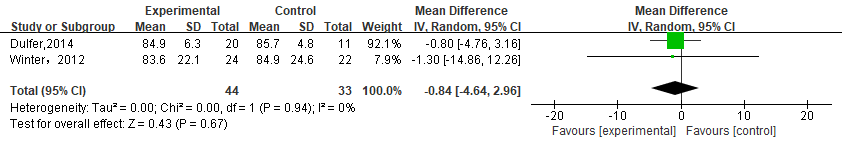 Experimental Control Mean Difference Mean Difference
Study or Subgroup Mean SD Total Mean SD Total Weight IV, Random, 95% CI IV, Random, 95% CI
Dulfer,2014 84.9 6.3 20 85.7 4.8 11 92.1% -0.80 [-4.76, 3.16]
Winter，2012 83.6 22.1 24 84.9 24.6 22 7.9% -1.30 [-14.86, 12.26]
Total (95% CI) 44 33 100.0% -0.84 [-4.64, 2.96]
Heterogeneity: Tau² = 0.00; Chi² = 0.00, df = 1 (P = 0.94); I² = 0%
Test for overall effect: Z = 0.43 (P = 0.67)
-20 -10 0 10 20
Favours [experimental] Favours [control]